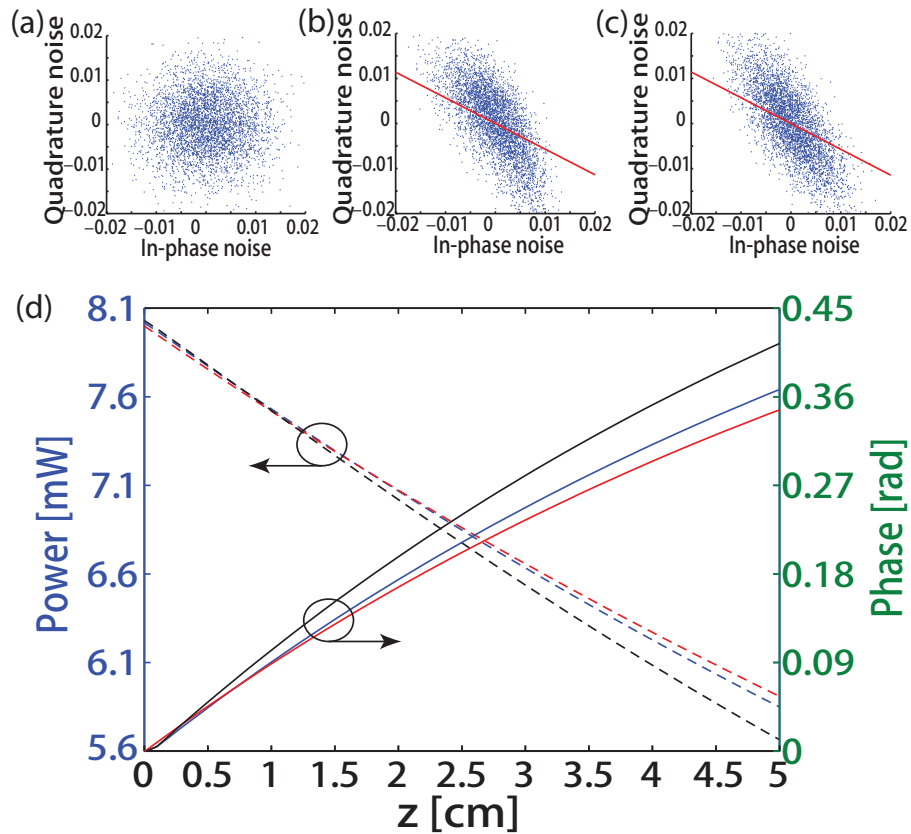 (a)
Quadrature noise
0.02
0.01
0
−0.01
−0.02
−0.02 −0.01 0 0.01 0.02
In-phase noise
(b)
Quadrature noise
0.02
0.01
0
−0.01
−0.02
−0.02 −0.01 0 0.01 0.02
In-phase noise
(c)
Quadrature noise
0.02
0.01
0
−0.01
−0.02
−0.02 −0.01 0 0.01 0.02
In-phase noise
(d)
Power [mW]
8.1
7.6
7.1
6.6
6.1
5.6
0 0.5 1 1.5 2 2.5 3 3.5 4 4.5 5
z [cm]
0.45
0.36
0.27
0.18
0.09
0
Phase [rad]